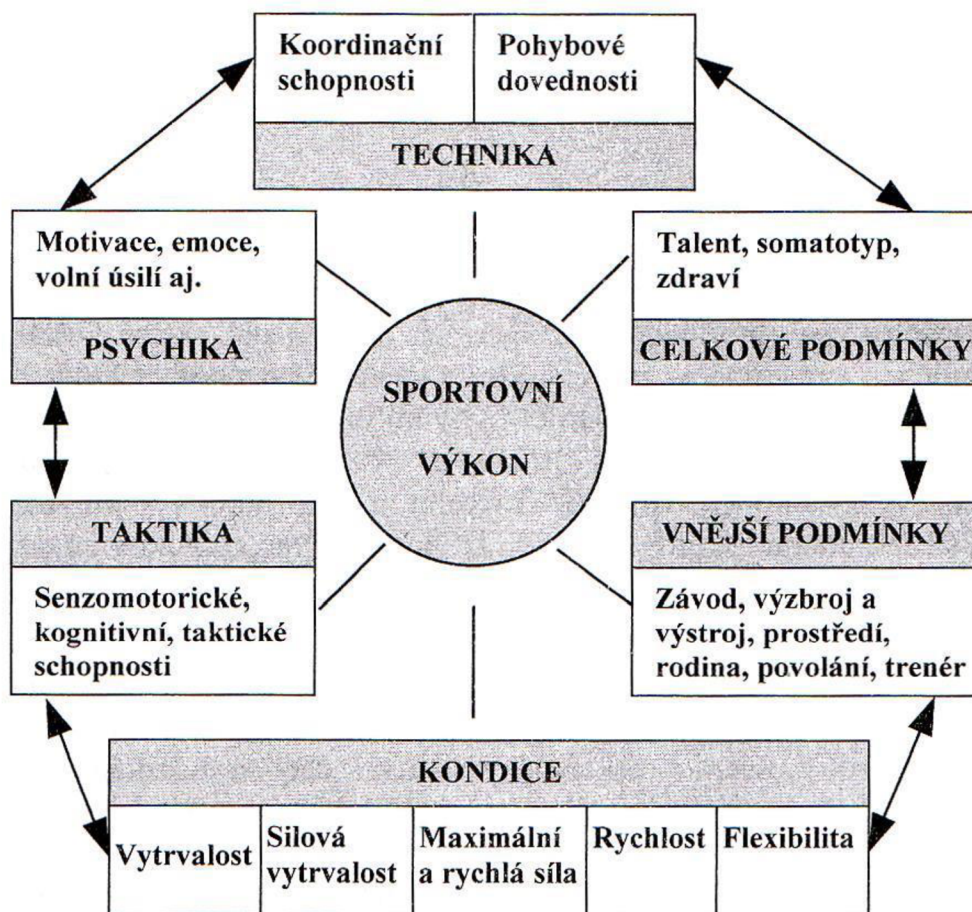 Koordinační
schopnosti
Pohybové
dovednosti
TECHNIKA
Motivace, emoce,
volní úsilí aj.
PSYCHIKA
Talent, somatotyp,
zdraví
CELKOVÉ PODMÍNKY
SPORTOVNÍ
VÝKON
TAKTIKA
Senzomotorické,
kognitivní, taktické
schopnosti
VNĚJŠÍ PODMÍNKY
Závod, výzbroj a
výstroj, prostředí,
rodina, povolání, trenér
KONDICE
Vytrvalost
Silová
vytrvalost
Maximální
a rychlá síla
Rychlost
Flexibilita